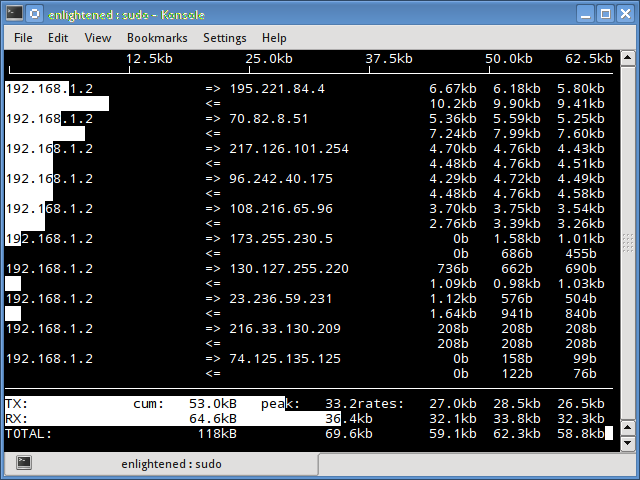 enlightened : sudo – Konsole
File Edit View Bookmarks Settings Help
12.5kb 25.0kb 37.5kb 50.0kb 62.5kb
192.168.1.2 => 195.221.84.4 6.67kb 6.18kb 5.80kb
<= 10.2kb 9.90kb 9.41kb
192.168.1.2 => 70.82.8.51 5.36kb 5.59kb 5.25kb
<= 7.24kb 7.99kb 7.60kb
192.168.1.2 => 217.126.101.254 4.70kb 4.76kb 4.43kb
<= 4.48kb 4.76kb 4.51kb
192.168.1.2 => 96.242.40.175 4.29kb 4.72kb 4.49kb
<= 4.48kb 4.76kb 4.58kb
192.168.1.2 => 108.216.65.96 3.70kb 3.75kb 3.54kb
<= 2.76kb 3.39kb 3.26kb
192.168.1.2 => 173.255.230.5 0b 1.58kb 1.01kb
<= 0b 686b 455b
192.168.1.2 => 130.127.255.220 736b 662b 690b
<= 1.09kb 0.98kb 1.03kb
192.168.1.2 => 23.236.59.231 1.12kb 576b 504b
<= 1.64kb 941b 840b
192.168.1.2 => 216.33.130.209 208b 208b 208b
<= 208b 208b 208b
192.168.1.2 => 74.125.135.125 0b 158b 99b
<= 0b 122b 76b
TX: cum: 53.0kB peak: 33.2rates: 27.0kb 28.5kb 26.5kb
RX: 64.6kB 36.4kb 32.1kb 33.8kb 32.3kb
TOTAL: 118kB 69.6kb 59.1kb 62.3kb 58.8kb
enlightened : sudo